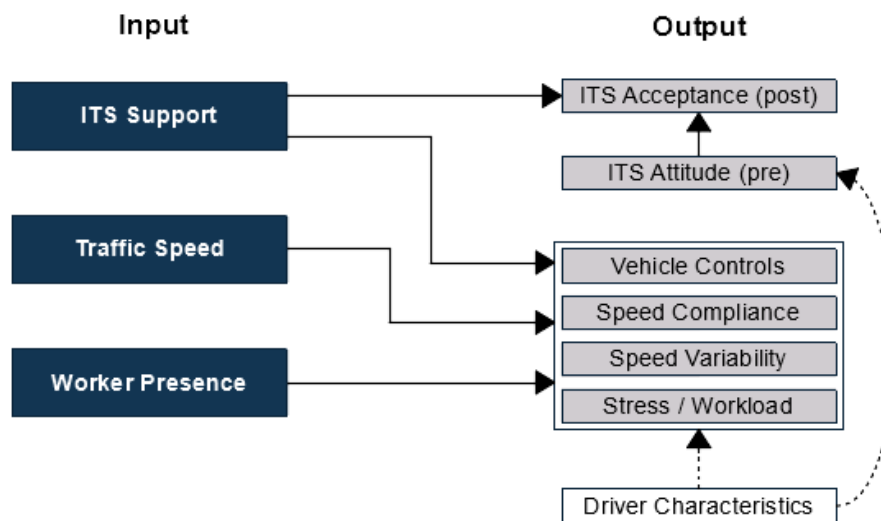 Input
Output
ITS Support
ITS Acceptance (post)
ITS Attitude (pre)
Traffic Speed
Vehicle Controls
Speed Compliance
Worker Presence
Speed Variability
Stress / Workload
Driver Characteristics